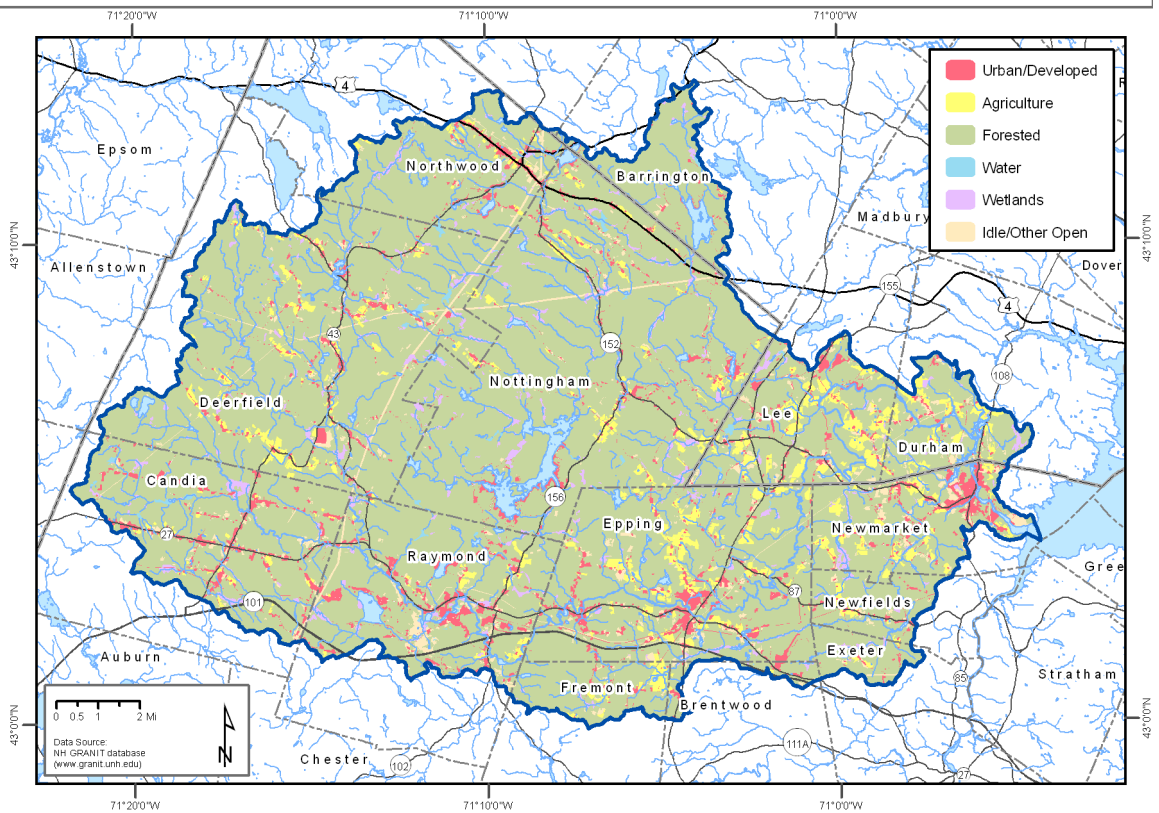 71°20'0"W
71°10'0"W
71°0'0"W
Urban/Developed
Agriculture
Forested
Water
Wetlands
Idle/Other Open
4
Epsom
Northwood
Barrington
Madbury
43°10'0"N
43°10'0"N
Allenstown
Dover
155
4
43
152
108
Nottingham
Deerfield
Lee
Durham
Candia
156
Epping
Newmarket
27
Raymond
Gree
87
101
Newfields
Auburn
Exeter
85
Stratham
Fremont
Brentwood
43°0'0"N
43°0'0"N
0 0.5 1 2 Mi
Data Source:
NH GRANIT database
(www.granit.unh.edu)
N
Chester
102
111A
27
71°20'0"W
71°10'0"W
71°0'0"W